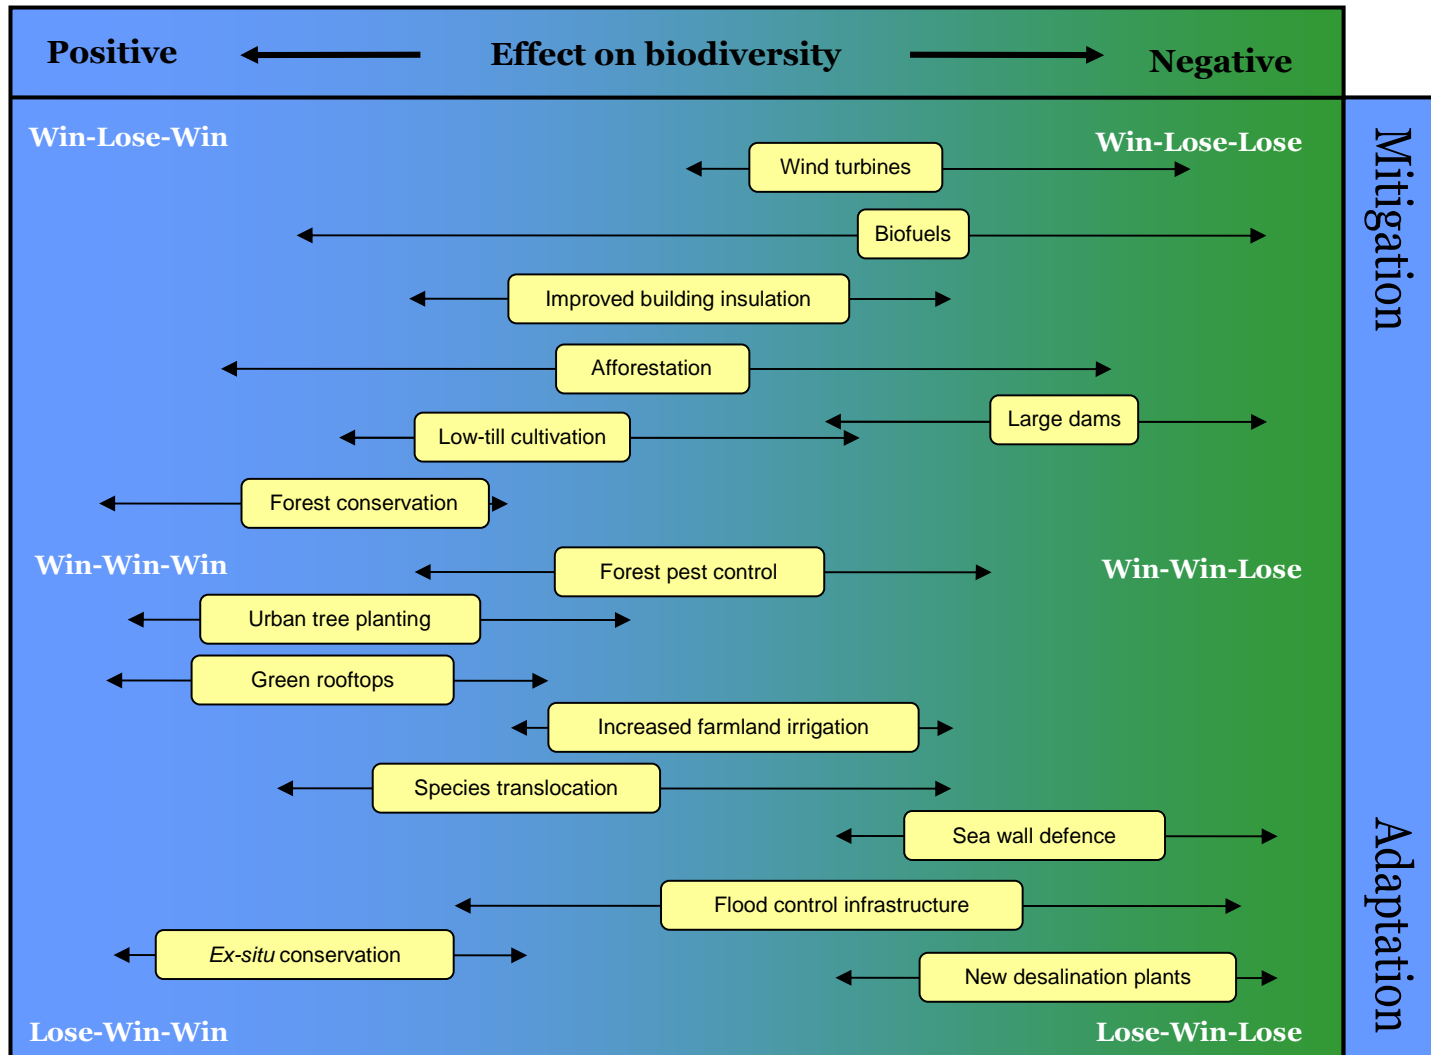 Positive
Effect on biodiversity
Negative
Win-Lose-Win
Win-Lose-Lose
Mitigation
Wind turbines
Biofuels
Improved building insulation
Afforestation
Large dams
Low-till cultivation
Forest conservation
Win-Win-Win
Forest pest control
Win-Win-Lose
Urban tree planting
Green rooftops
Increased farmland irrigation
Species translocation
Adaptation
Sea wall defence
Flood control infrastructure
Ex-situ conservation
New desalination plants
Lose-Win-Win
Lose-Win-Lose